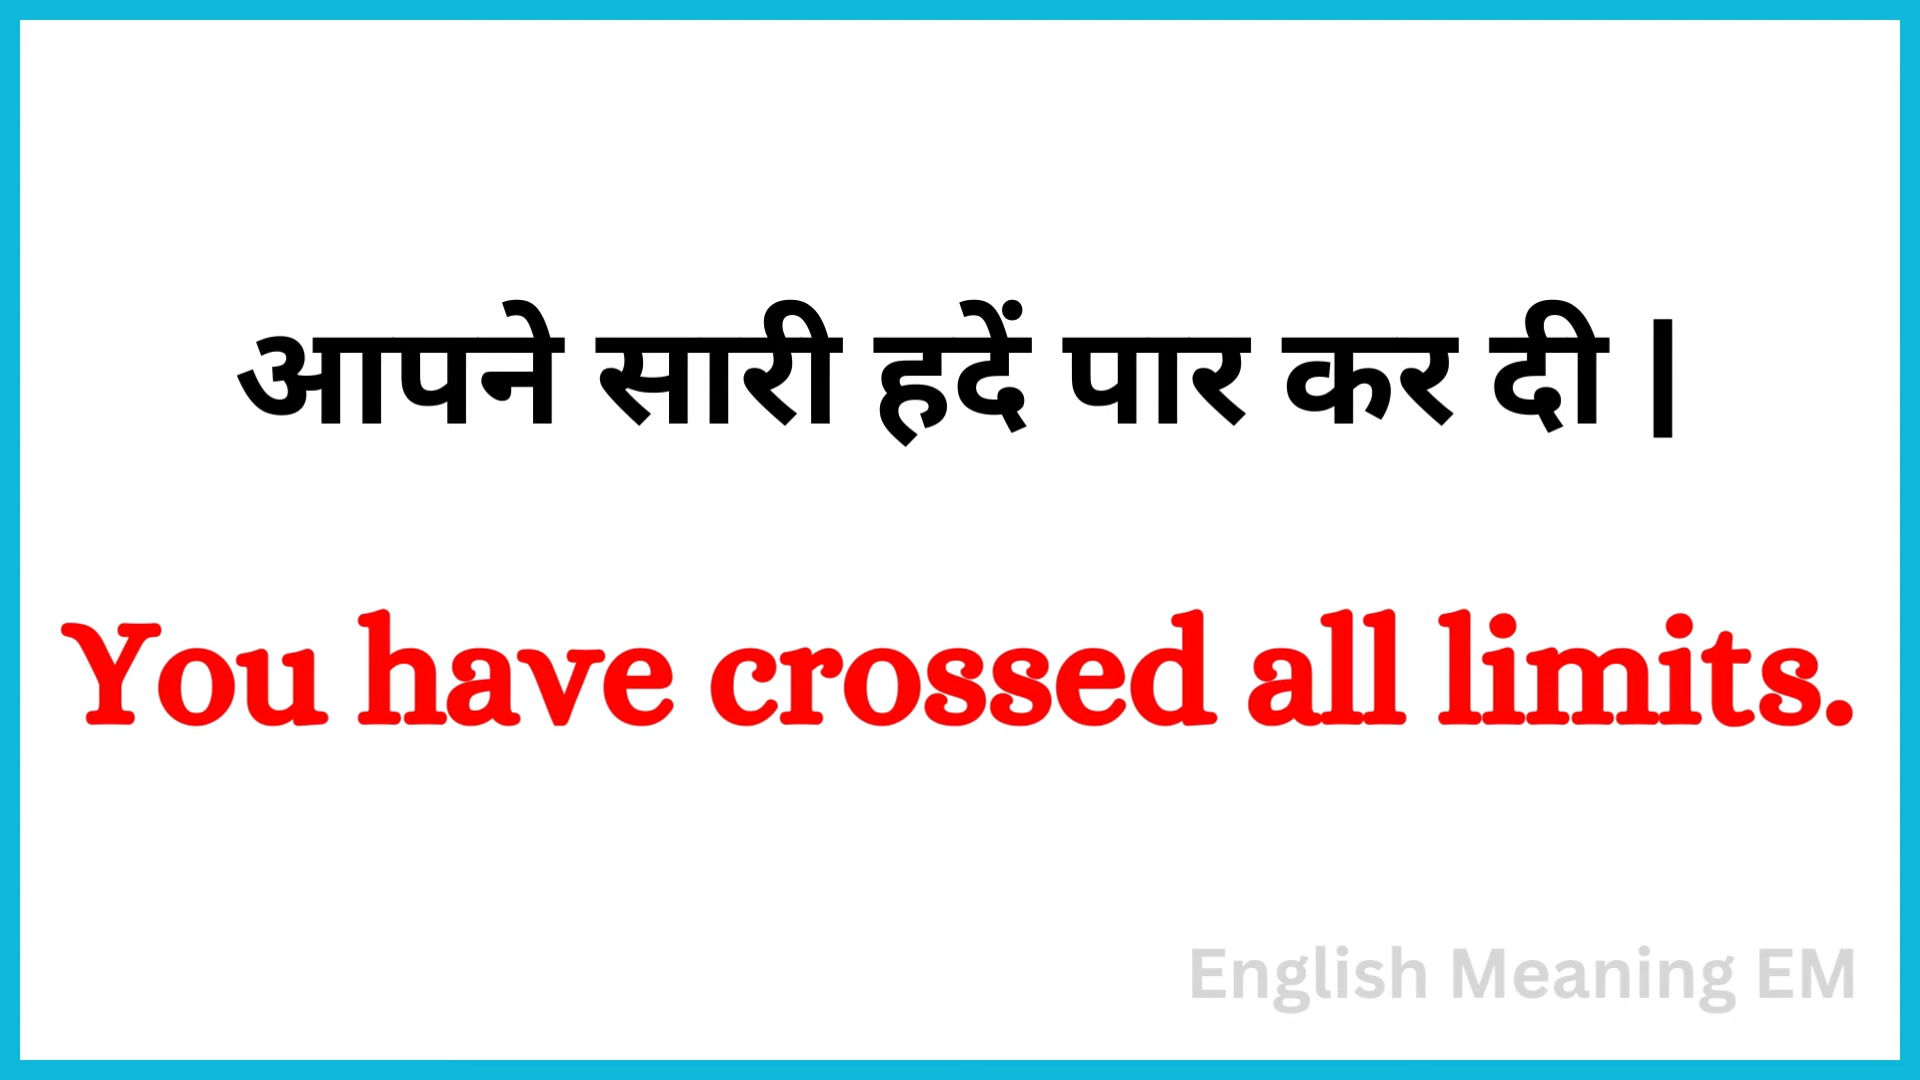 आपने सारी हदें पार कर दी |
You have crossed all limits.
English Meaning EM